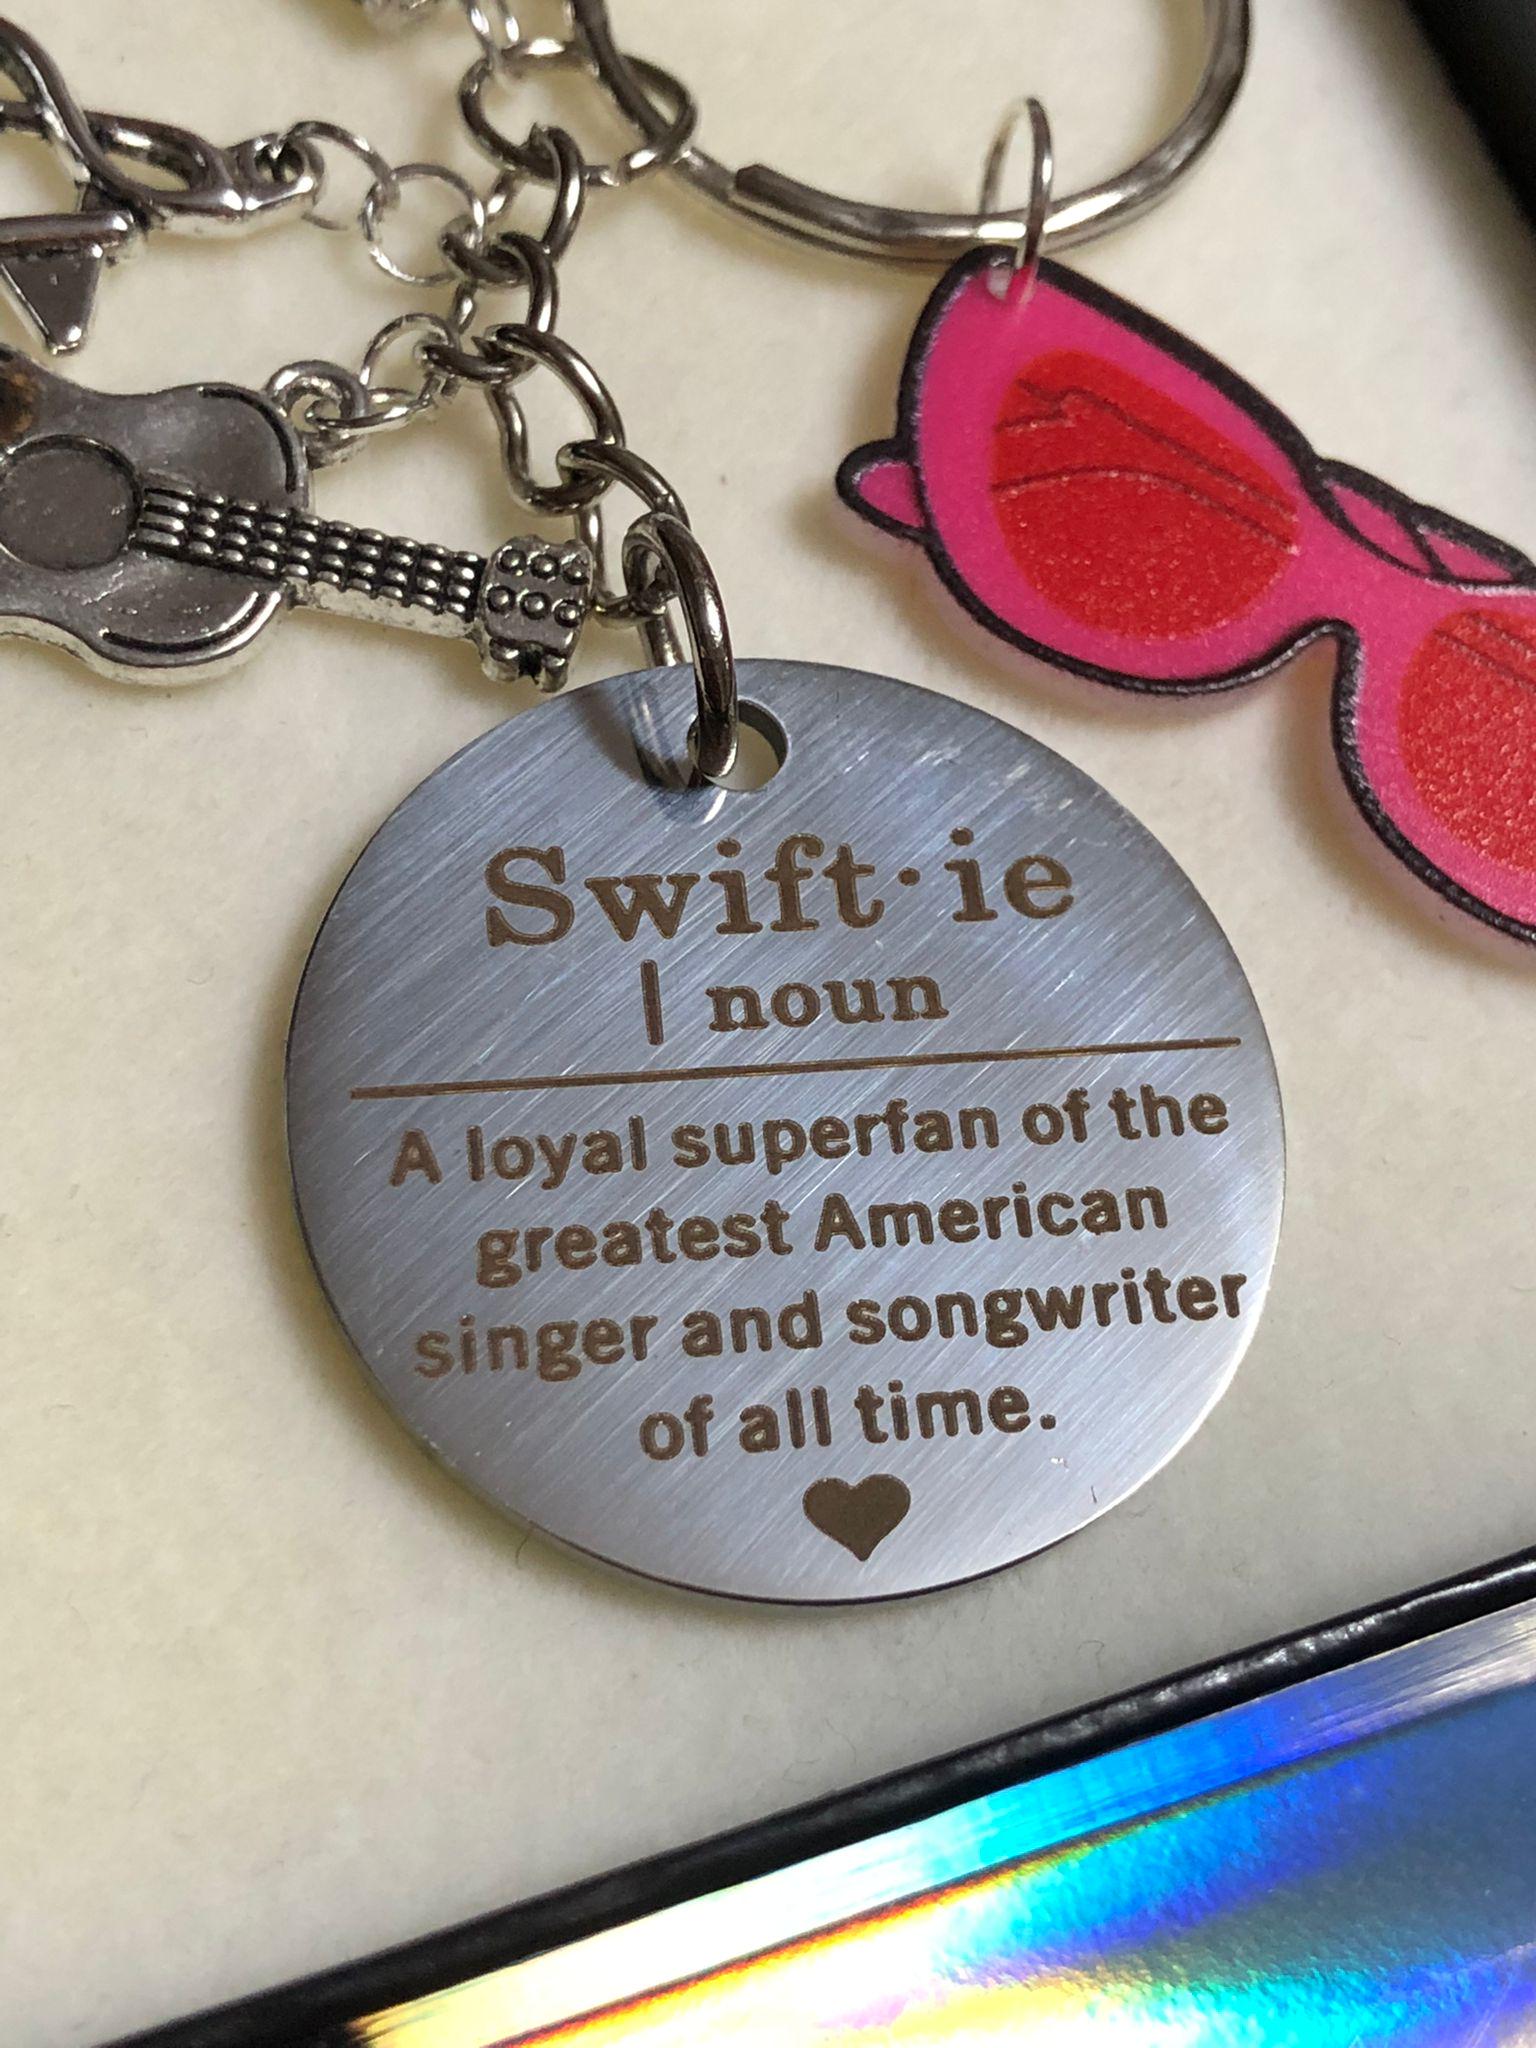 Swift·ie
| noun
A loyal superfan of the
greatest American
singer and songwriter
of all time.